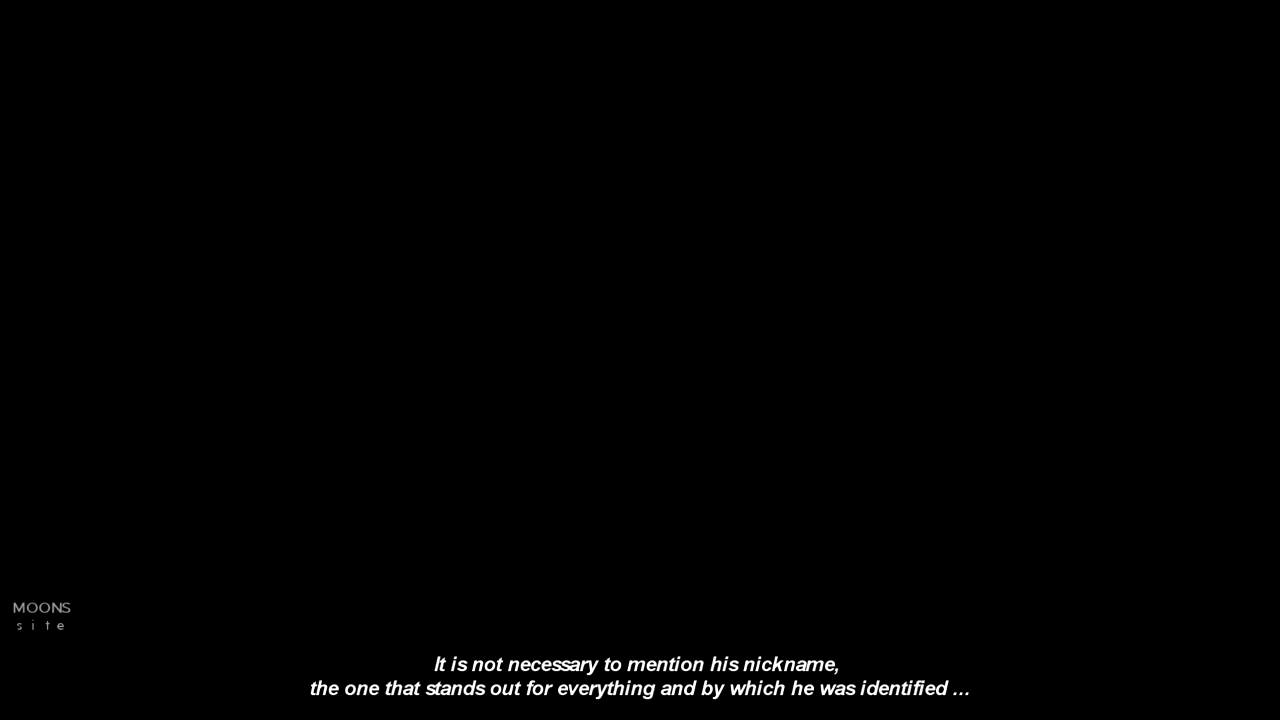 MOONS
site
It is not necessary to mention his nickname,
the one that stands out for everything and by which he was identified ...